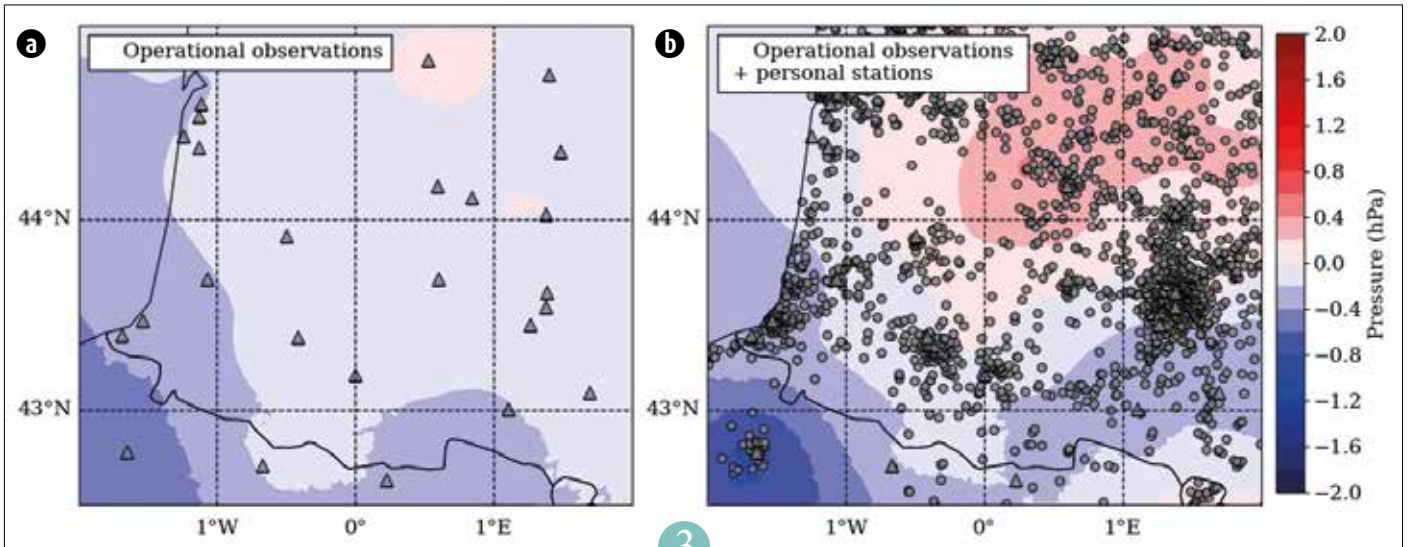 a
Operational observations
44°N
43°N
1°W
0°
1°E
b
Operational observations
+ personal stations
44°N
43°N
1°W
0°
1°E
2.0
1.6
1.2
0.8
0.4
0.0
−0.4
−0.8
−1.2
−1.6
−2.0
Pressure (hPa)
3